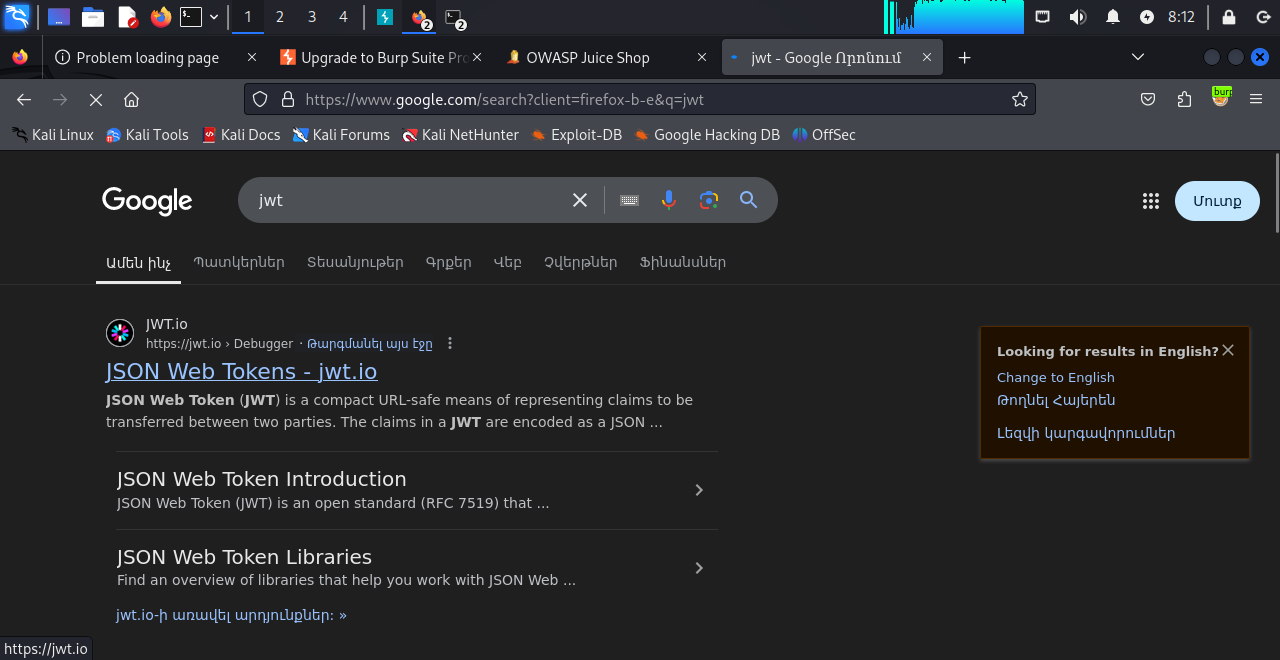 1 2 3 4 2 2 8:12
Problem loading page Upgrade to Burp Suite Pro OWASP Juice Shop jwt - Google Որոնում
https://www.google.com/search?client=firefox-b-e&q=jwt burp
Kali Linux Kali Tools Kali Docs Kali Forums Kali NetHunter Exploit-DB Google Hacking DB OffSec
Google jwt Մուտք
Ամեն ինչ Պատկերներ Տեսանյութեր Գրքեր Վեբ Չվերթներ Ֆինանսներ
JWT.io
https://jwt.io › Debugger · Թարգմանել այս էջը
JSON Web Tokens - jwt.io
JSON Web Token (JWT) is a compact URL-safe means of representing claims to be
transferred between two parties. The claims in a JWT are encoded as a JSON ...
JSON Web Token Introduction
JSON Web Token (JWT) is an open standard (RFC 7519) that ...
JSON Web Token Libraries
Find an overview of libraries that help you work with JSON Web ...
jwt.io-ի առավել արդյունքներ: »
Looking for results in English?
Change to English
Թողնել Հայերեն
Լեզվի կարգավորումներ
https://jwt.io